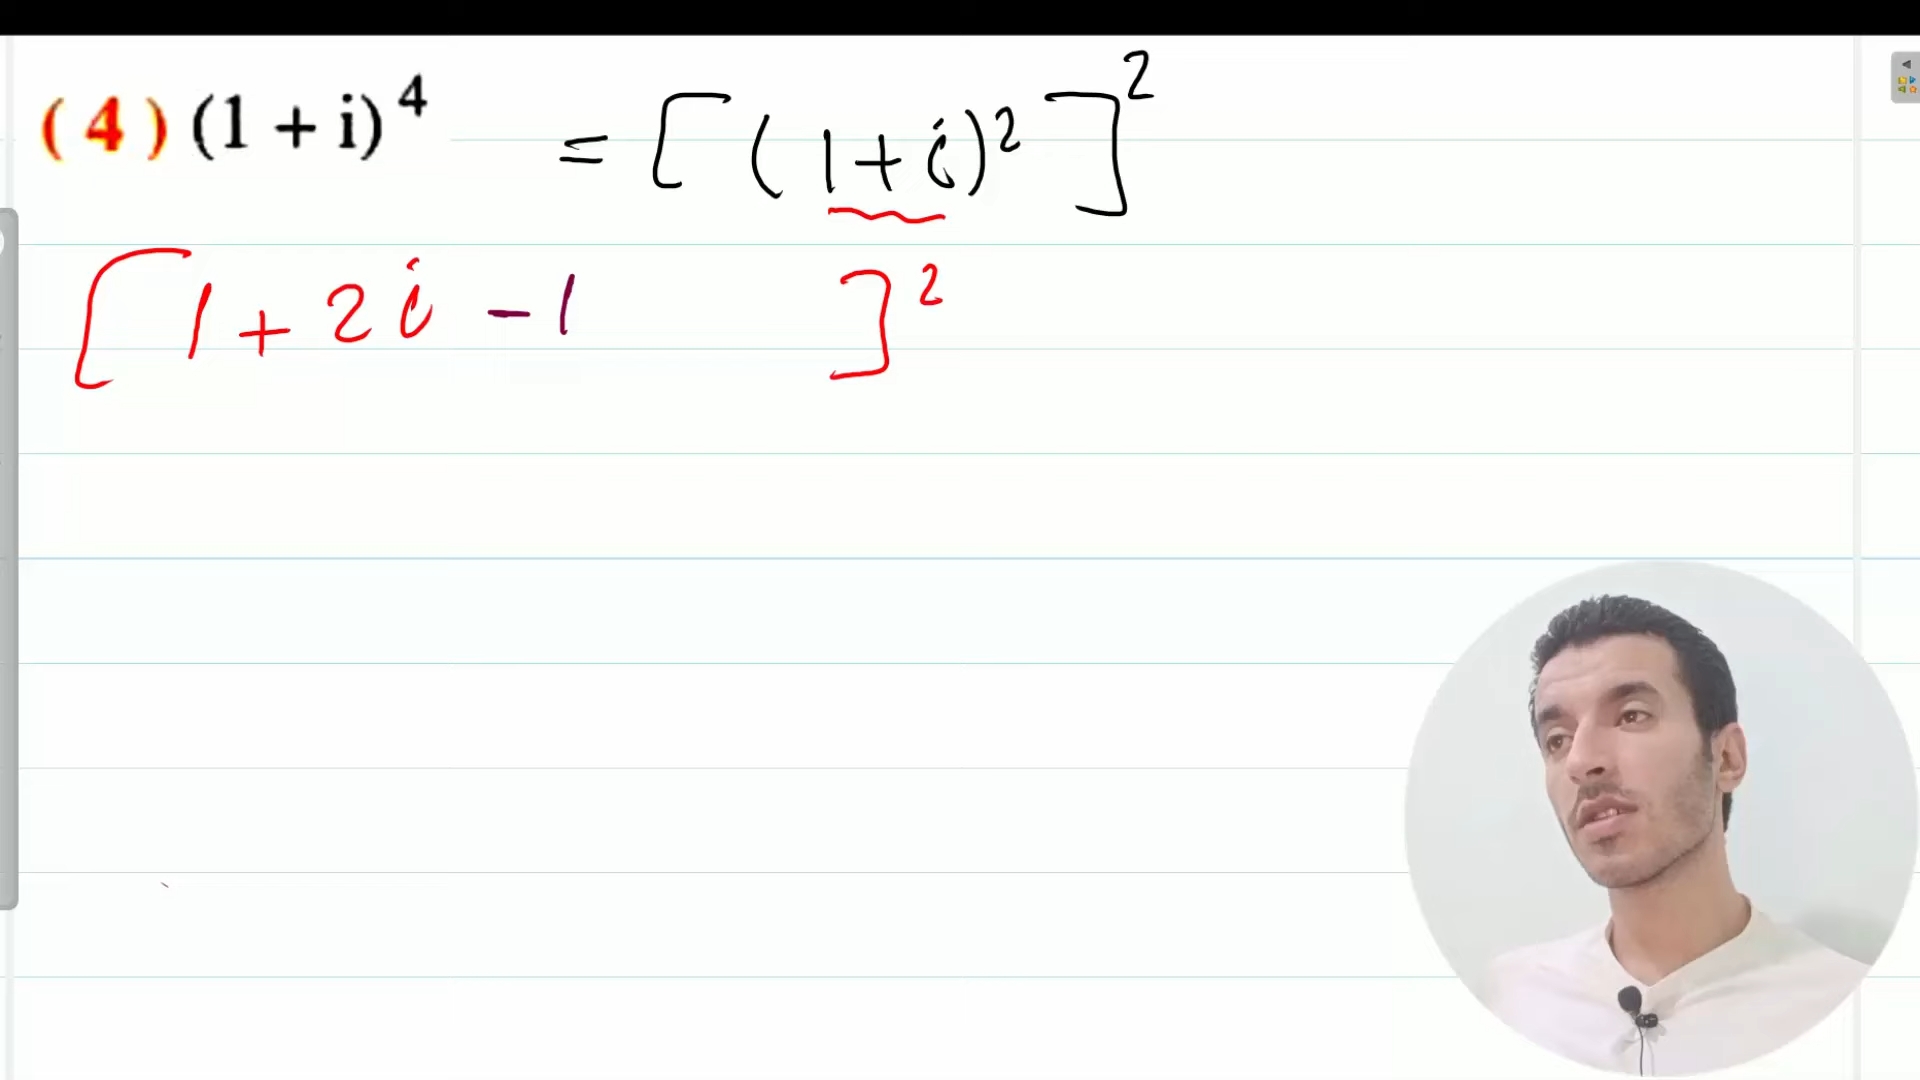 (4) (1 + i)⁴ = [(1+i)²]²
[1 + 2i - 1]²